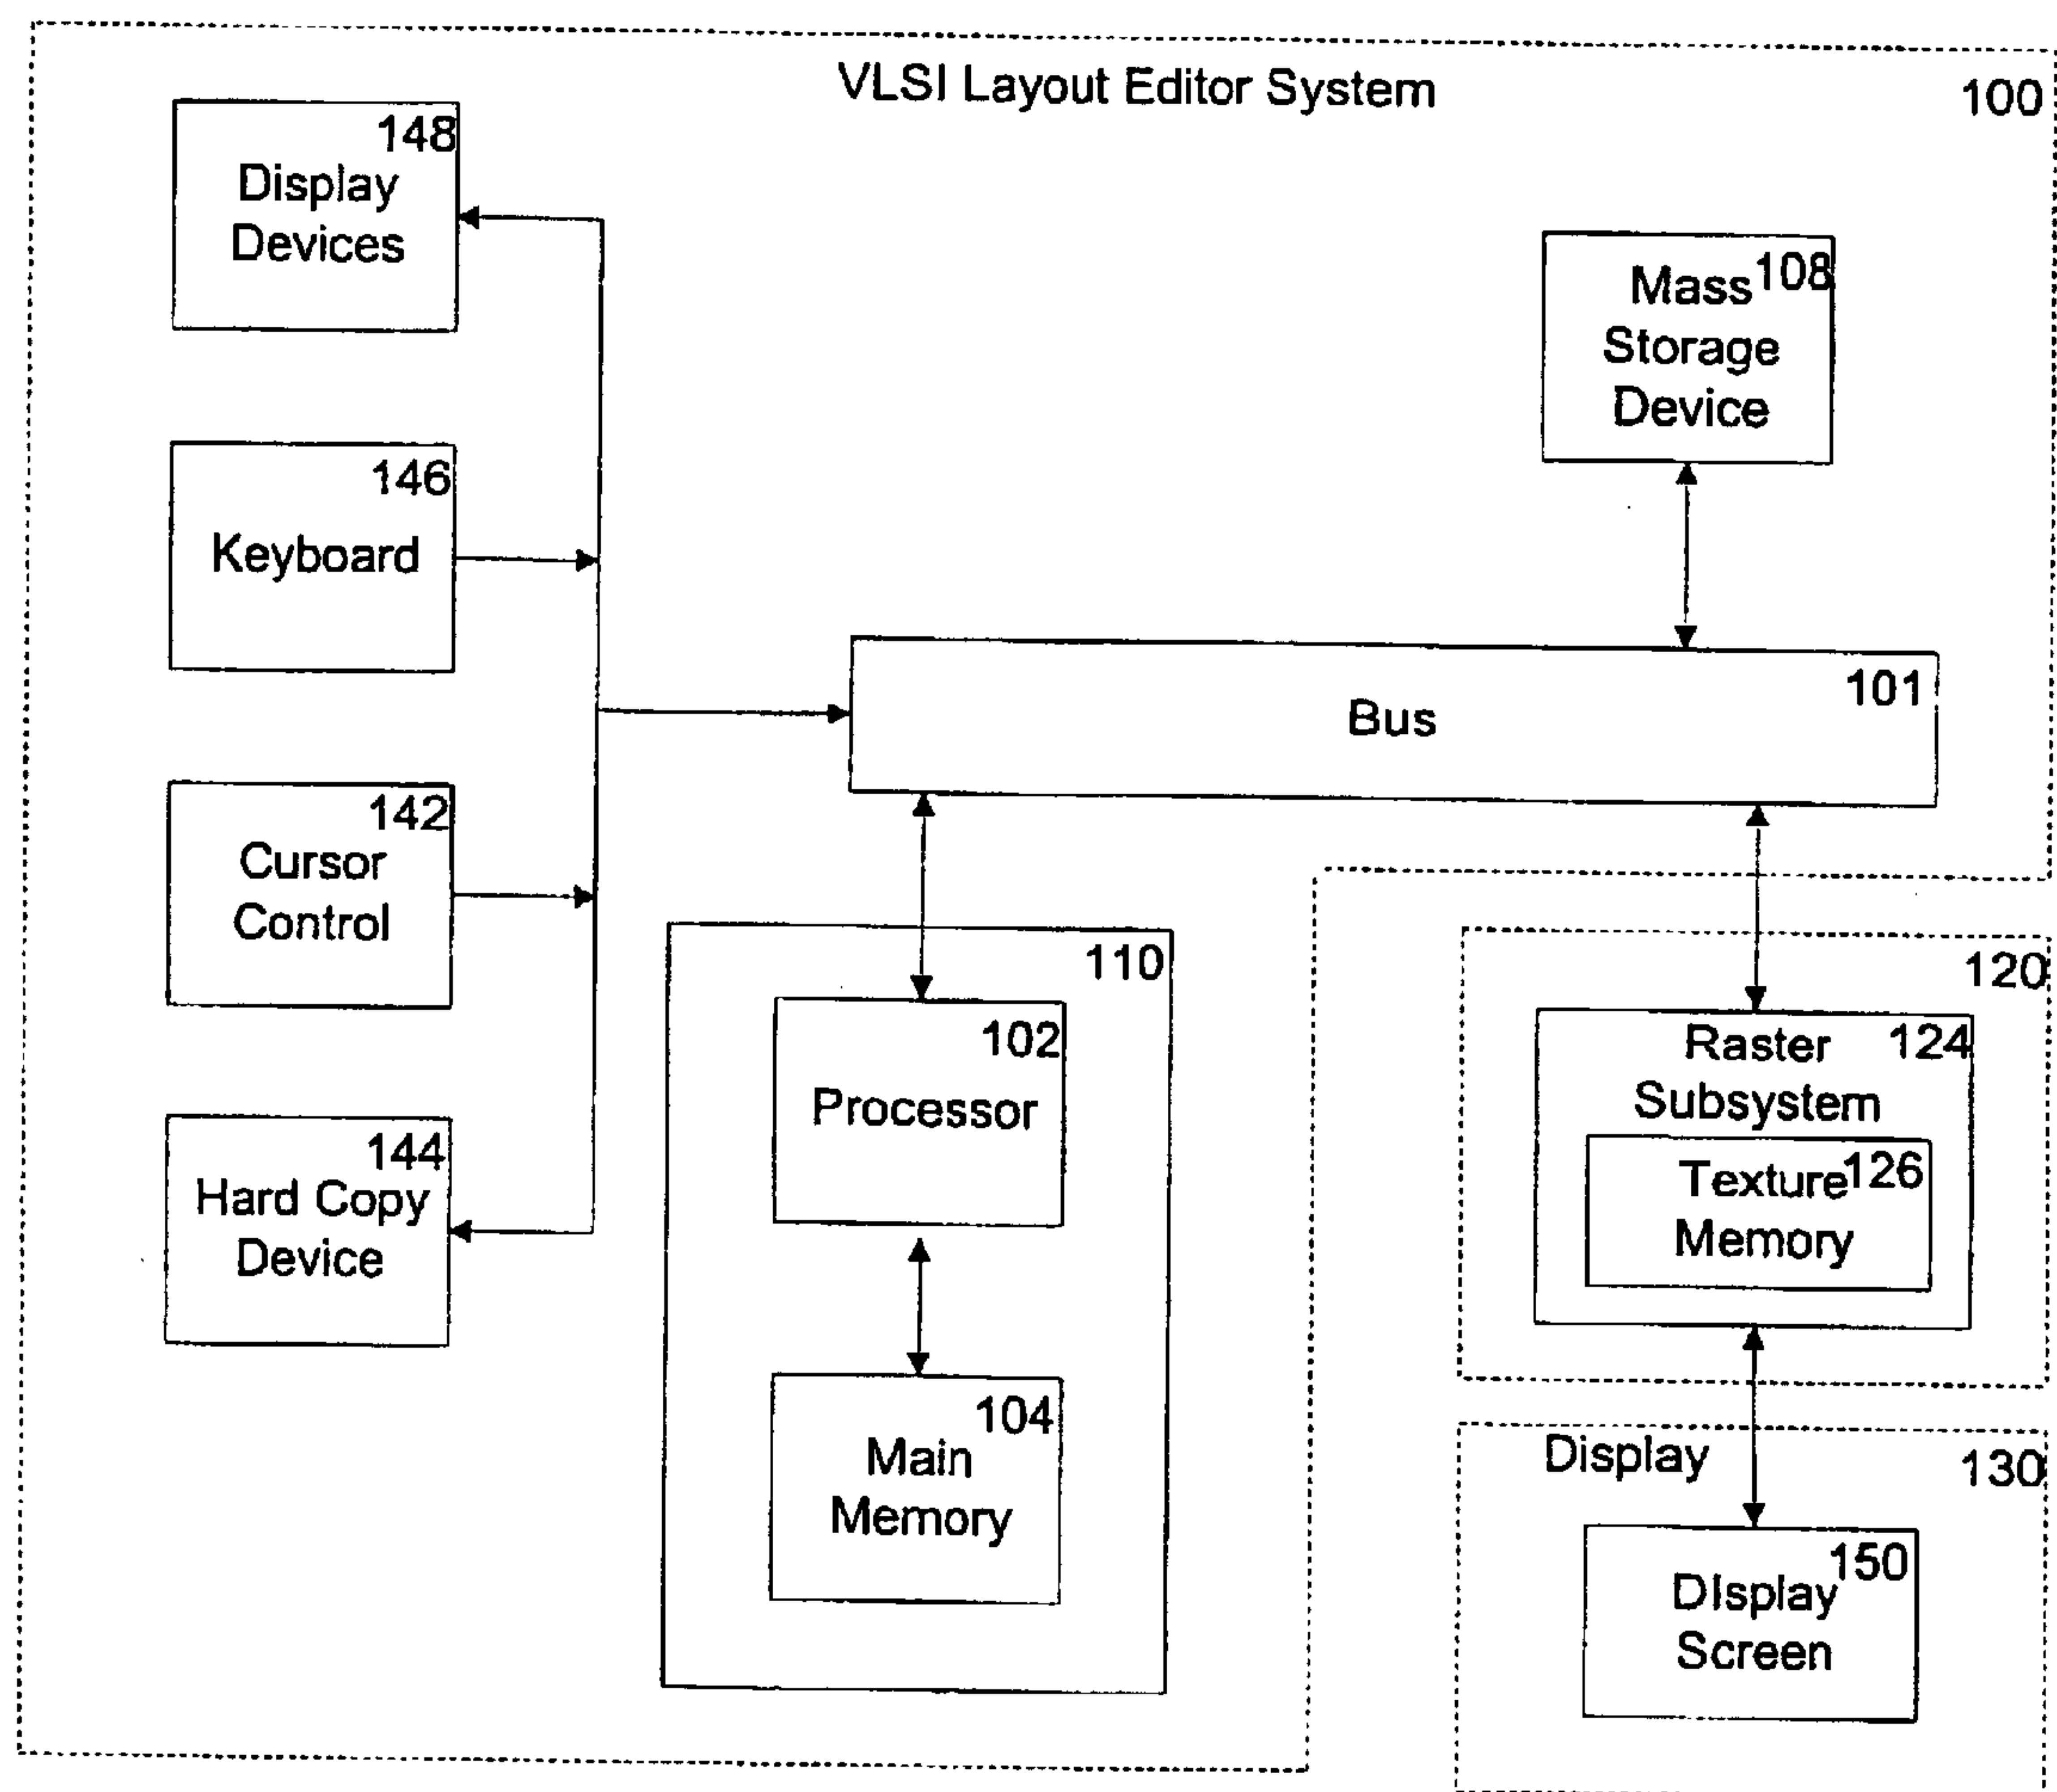 VLSI Layout Editor System
100
148
Display
Devices
108
Mass
Storage
Device
146
Keyboard
101
Bus
142
Cursor
Control
110
102
Processor
120
124
Raster
Subsystem
126
Texture
Memory
144
Hard Copy
Device
104
Main
Memory
Display
130
150
DIsplay
Screen